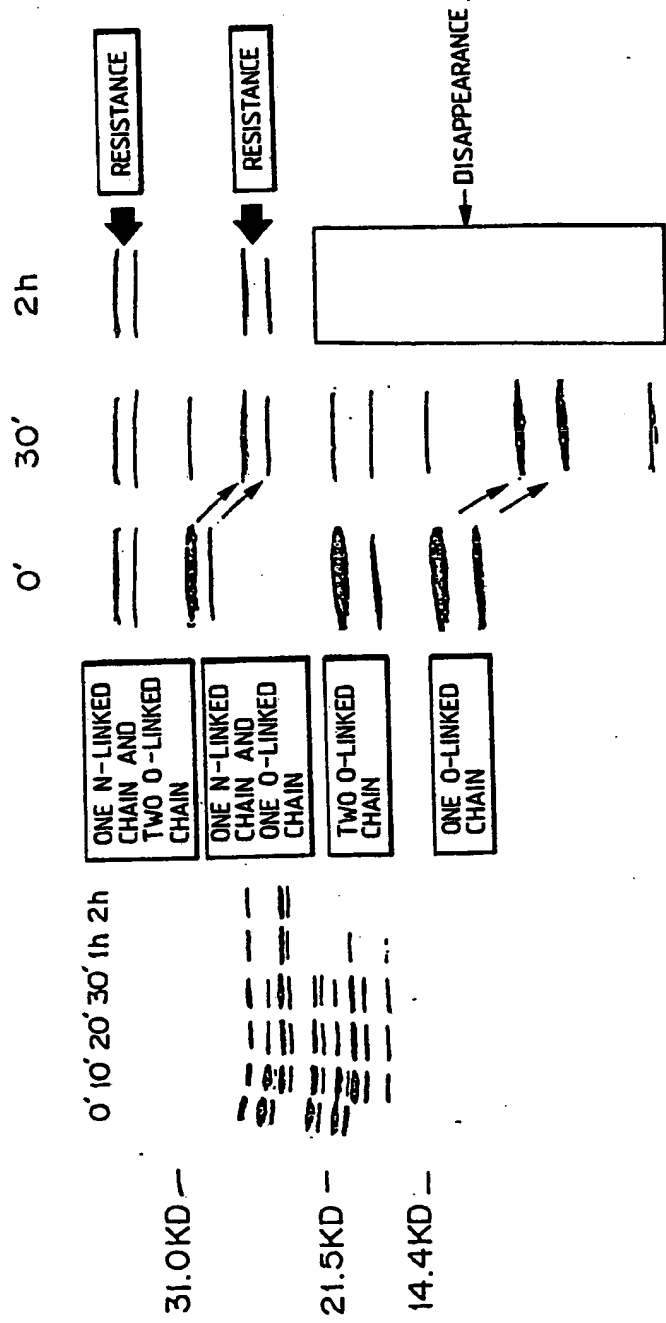 0' 10' 20' 30' 1h 2h
31.0KD
21.5KD
14.4KD
ONE N-LINKED
CHAIN AND
TWO O-LINKED
CHAIN
ONE N-LINKED
CHAIN AND
ONE O-LINKED
CHAIN
TWO O-LINKED
CHAIN
ONE O-LINKED
CHAIN
0' 30' 2h
RESISTANCE
RESISTANCE
DISAPPEARANCE